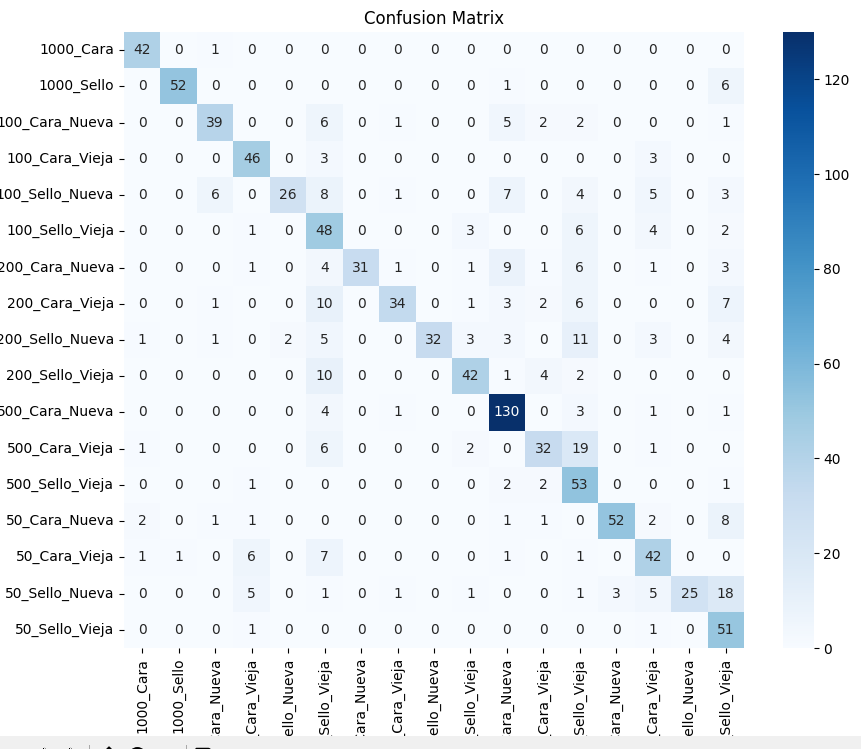 Confusion Matrix
1000_Cara 42 0 1 0 0 0 0 0 0 0 0 0 0 0 0 0 0
1000_Sello 0 52 0 0 0 0 0 0 0 0 1 0 0 0 0 0 6
100_Cara_Nueva 0 0 39 0 0 6 0 1 0 0 5 2 2 0 0 0 1
100_Cara_Vieja 0 0 0 46 0 3 0 0 0 0 0 0 0 0 3 0 0
100_Sello_Nueva 0 0 6 0 26 8 0 1 0 0 7 0 4 0 5 0 3
100_Sello_Vieja 0 0 0 1 0 48 0 0 0 3 0 0 6 0 4 0 2
200_Cara_Nueva 0 0 0 1 0 4 31 1 0 1 9 1 6 0 1 0 3
200_Cara_Vieja 0 0 1 0 0 10 0 34 0 1 3 2 6 0 0 0 7
200_Sello_Nueva 1 0 1 0 2 5 0 0 32 3 3 0 11 0 3 0 4
200_Sello_Vieja 0 0 0 0 0 10 0 0 0 42 1 4 2 0 0 0 0
500_Cara_Nueva 0 0 0 0 0 4 0 1 0 0 130 0 3 0 1 0 1
500_Cara_Vieja 1 0 0 0 0 6 0 0 0 2 0 32 19 0 1 0 0
500_Sello_Vieja 0 0 0 1 0 0 0 0 0 0 2 2 53 0 0 0 1
50_Cara_Nueva 2 0 1 1 0 0 0 0 0 0 1 1 0 52 2 0 8
50_Cara_Vieja 1 1 0 6 0 7 0 0 0 0 1 0 1 0 42 0 0
50_Sello_Nueva 0 0 0 5 0 1 0 1 0 1 0 0 1 3 5 25 18
50_Sello_Vieja 0 0 0 1 0 0 0 0 0 0 0 0 0 0 1 0 51
1000_Cara
1000_Sello
ara_Nueva
Cara_Vieja
ello_Nueva
Sello_Vieja
ara_Nueva
Cara_Vieja
ello_Nueva
Sello_Vieja
ara_Nueva
Cara_Vieja
Sello_Vieja
ara_Nueva
Cara_Vieja
ello_Nueva
Sello_Vieja
120
100
80
60
40
20
0